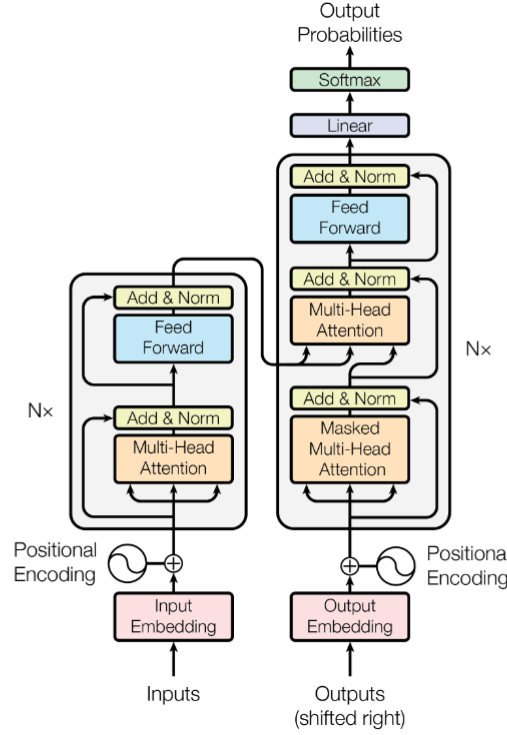 Output
Probabilities
Softmax
Linear
Add & Norm
Feed
Forward
Add & Norm
Multi-Head
Attention
Add & Norm
Masked
Multi-Head
Attention
N×
Add & Norm
Feed
Forward
Add & Norm
Multi-Head
Attention
N×
Positional
Encoding
Input
Embedding
Inputs
Positiona
Encoding
Output
Embedding
Outputs
(shifted right)